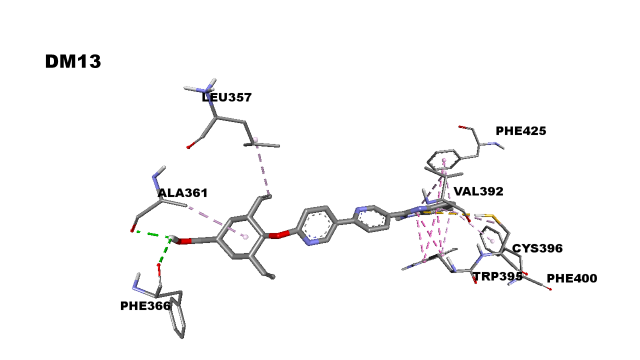 DM13
LEU357
PHE425
ALA361
VAL392
CYS396
TRP395
PHE400
PHE366